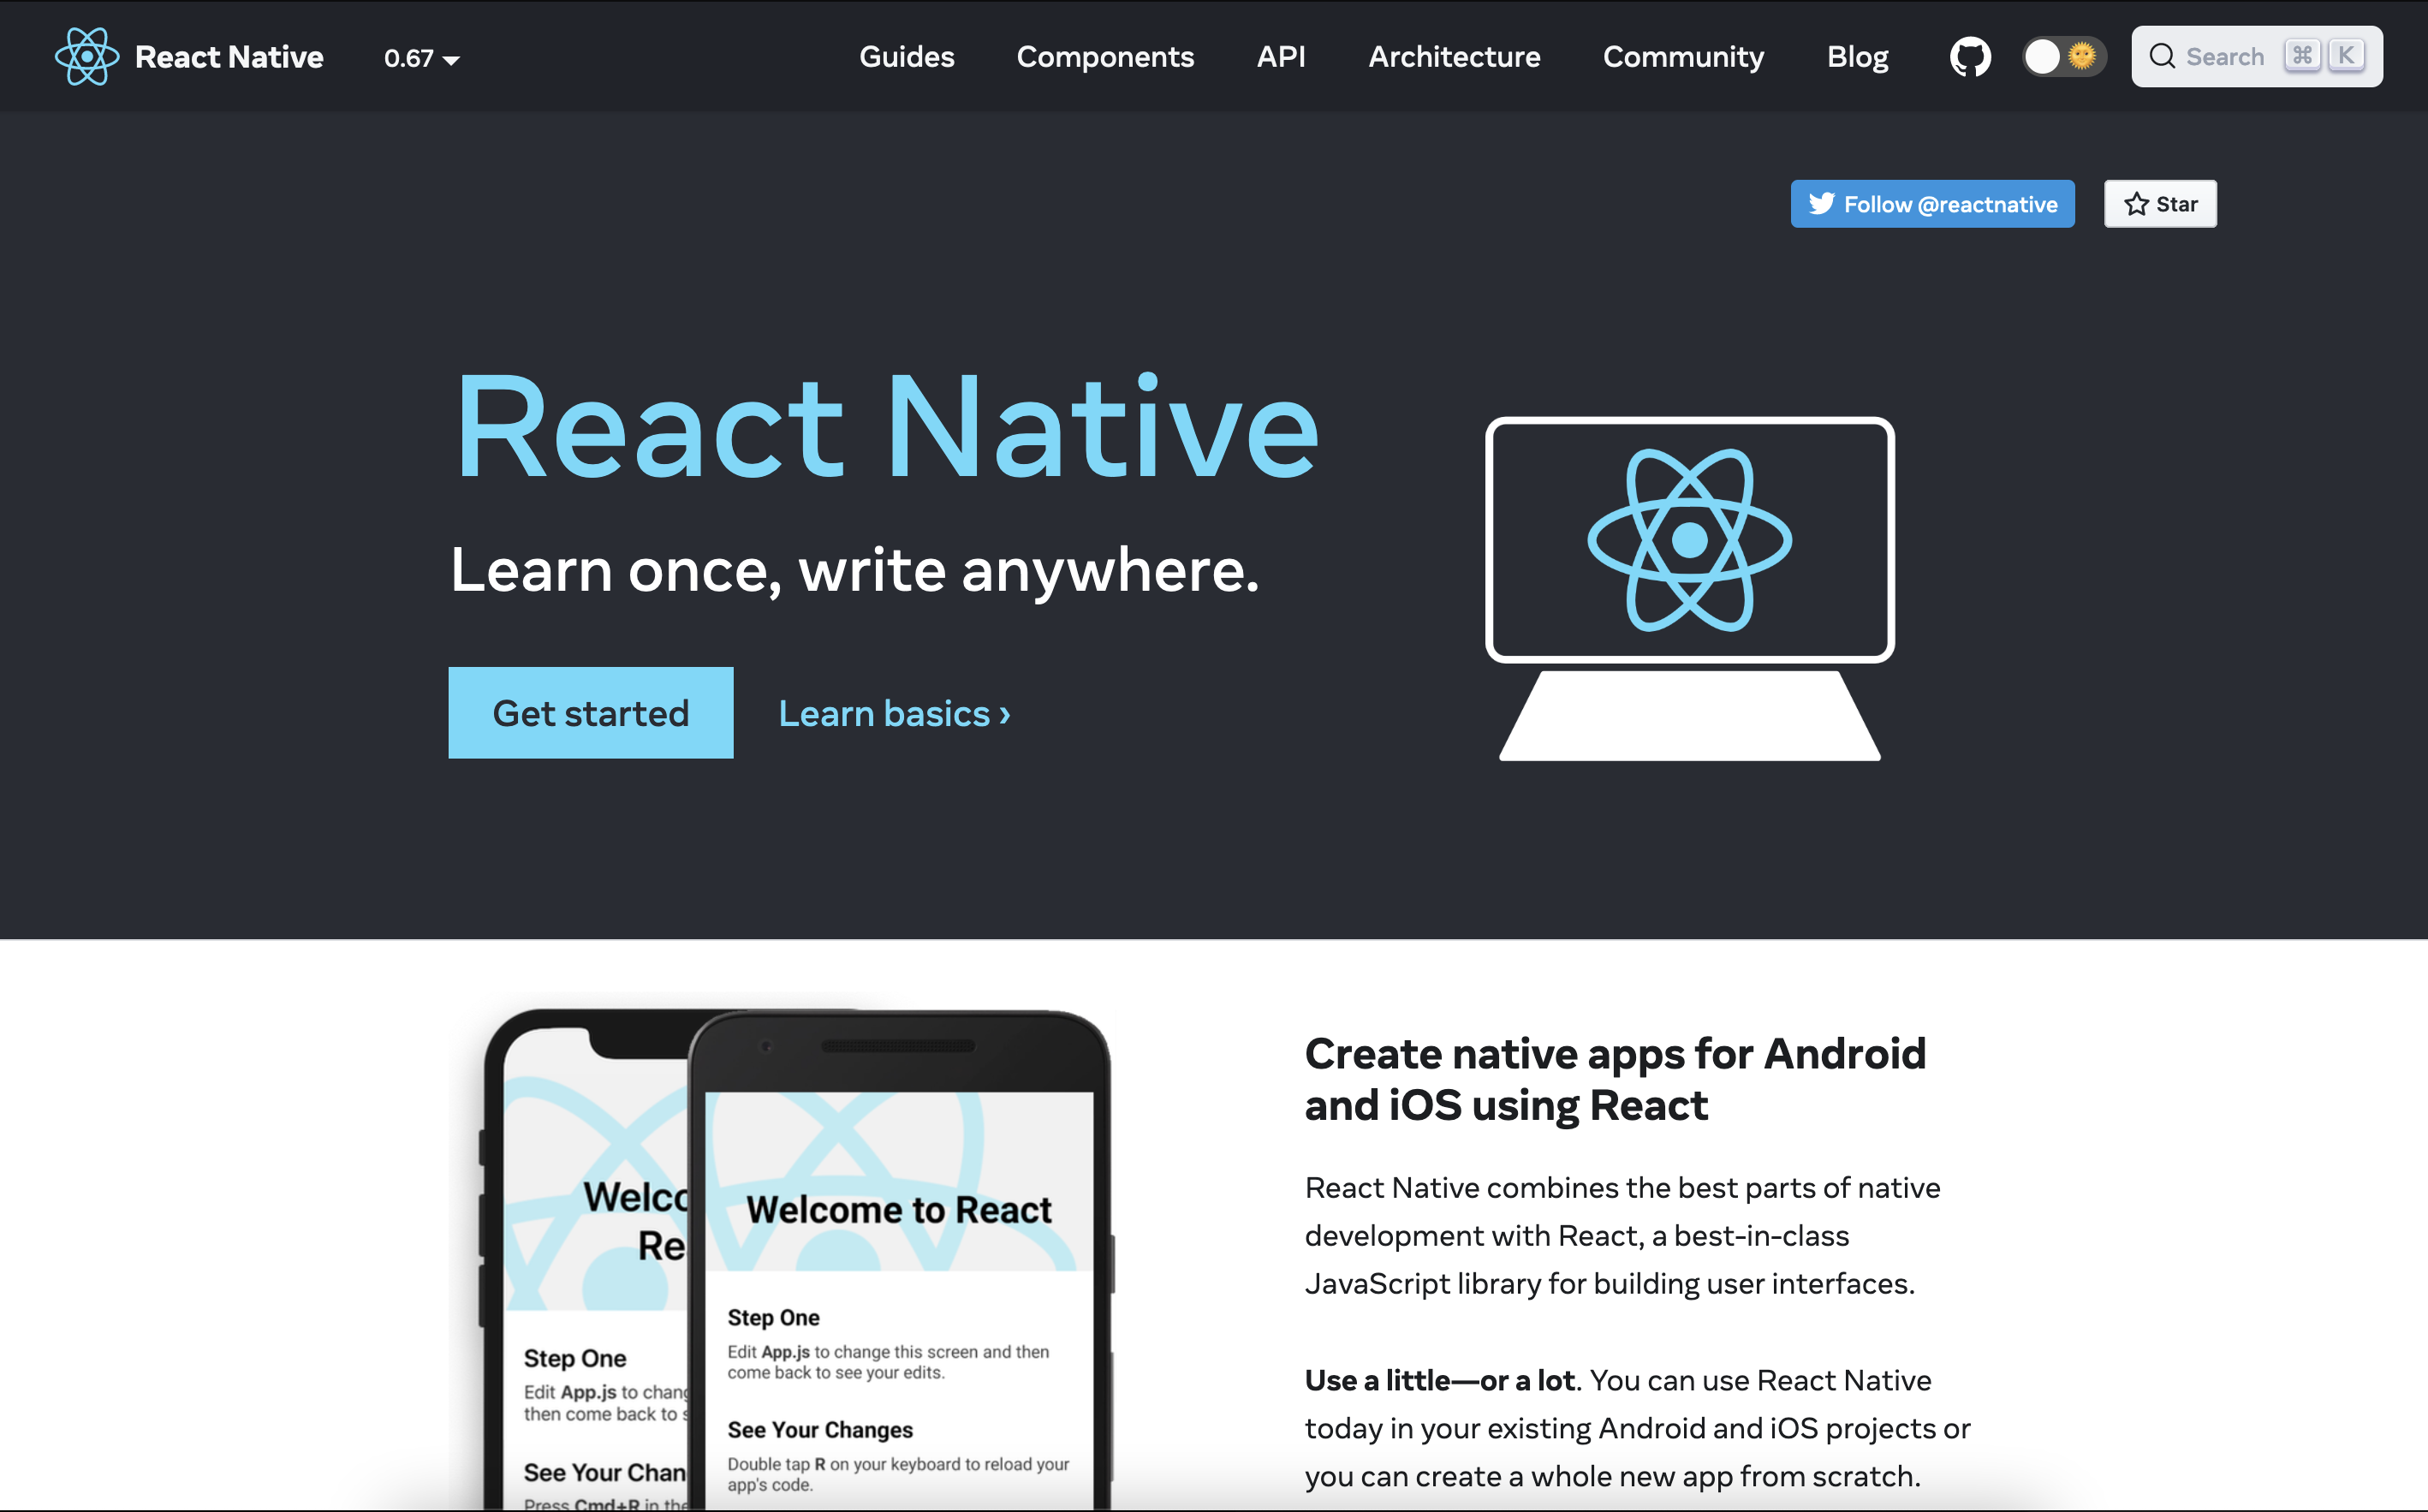 React Native
0.67
Guides
Components
API
Architecture
Community
Blog
Search
⌘ K
Follow @reactnative
Star
React Native
Learn once, write anywhere.
Get started
Learn basics ›
Welcome to React
Step One
Edit App.js to change this screen and then
come back to see your edits.
See Your Changes
Double tap R on your keyboard to reload your
app's code.
Step One
Edit App.js to
then come back to
See Your
Press Cmd+R in the
Create native apps for Android
and iOS using React
React Native combines the best parts of native
development with React, a best-in-class
JavaScript library for building user interfaces.
Use a little—or a lot. You can use React Native
today in your existing Android and iOS projects or
you can create a whole new app from scratch.